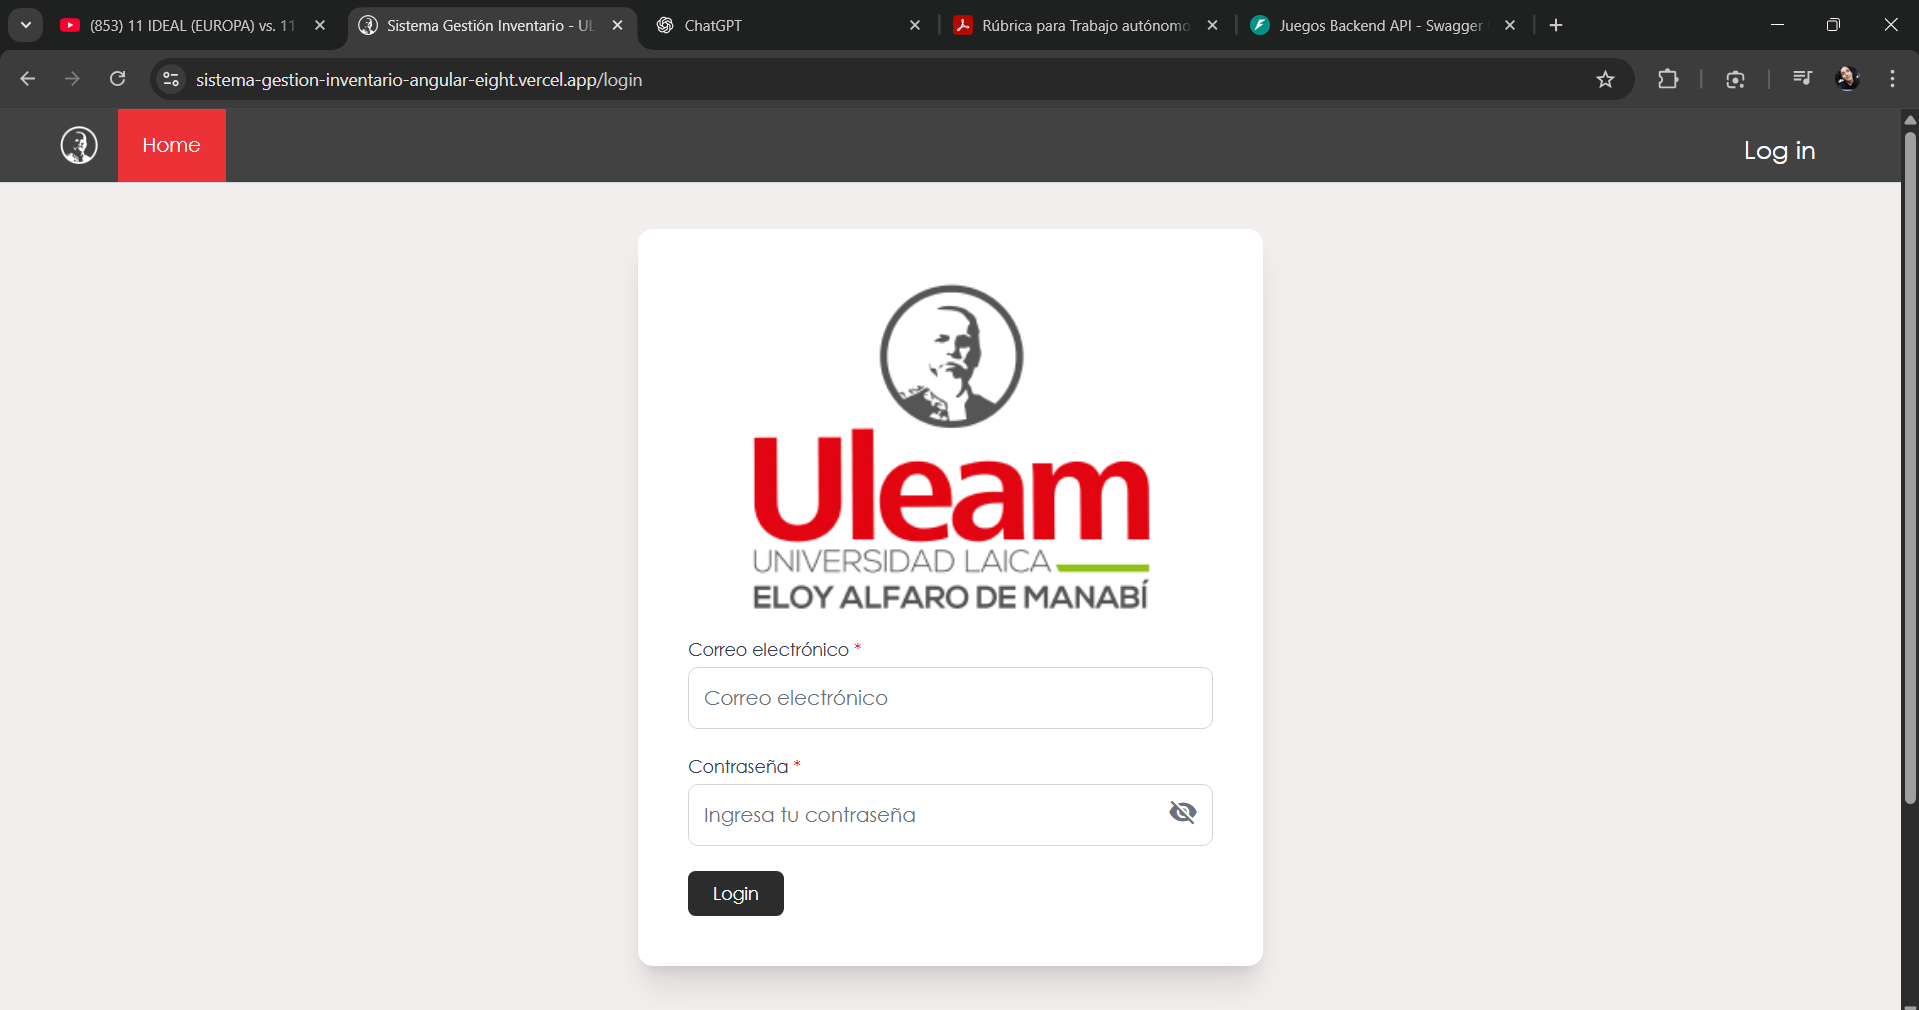 (853) 11 IDEAL (EUROPA) vs. 11
Sistema Gestión Inventario - UL
ChatGPT
Rúbrica para Trabajo autónomo
Juegos Backend API - Swagger
sistema-gestion-inventario-angular-eight.vercel.app/login
Home
Log in
Uleam
UNIVERSIDAD LAICA
ELOY ALFARO DE MANABÍ
Correo electrónico *
Correo electrónico
Contraseña *
Ingresa tu contraseña
Login